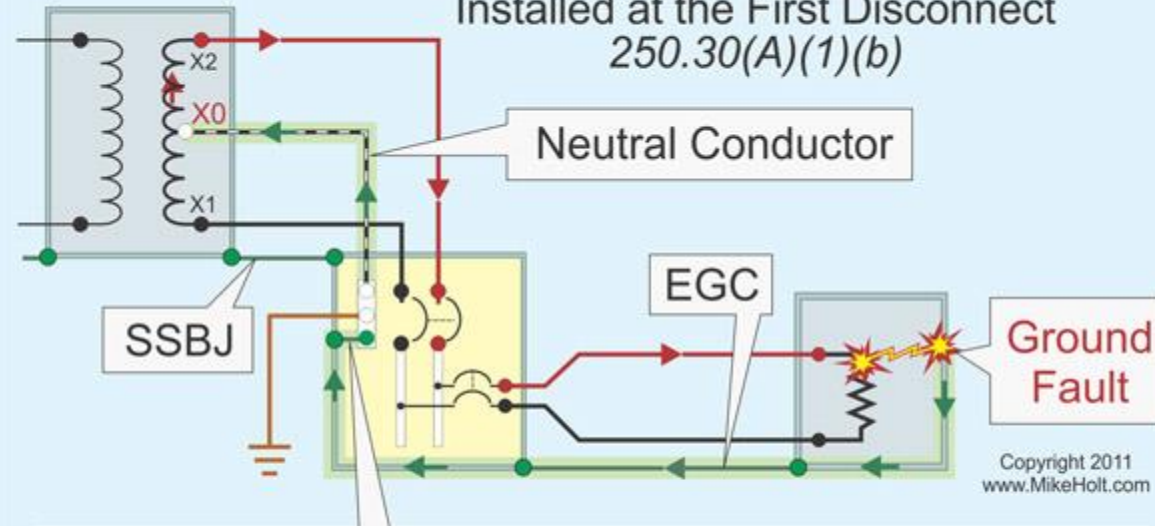 Installed at the First Disconnect
250.30(A)(1)(b)
X2
X0
X1
Neutral Conductor
SSBJ
EGC
Ground
Fault
Copyright 2011
www.MikeHolt.com